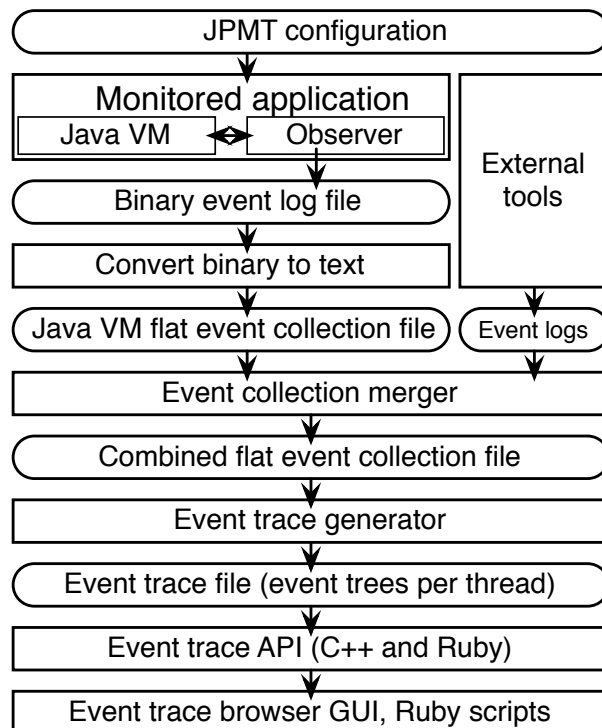 JPMT configuration
Monitored application
Java VM
Observer
External
tools
Binary event log file
Convert binary to text
Java VM flat event collection file
Event logs
Event collection merger
Combined flat event collection file
Event trace generator
Event trace file (event trees per thread)
Event trace API (C++ and Ruby)
Event trace browser GUI, Ruby scripts